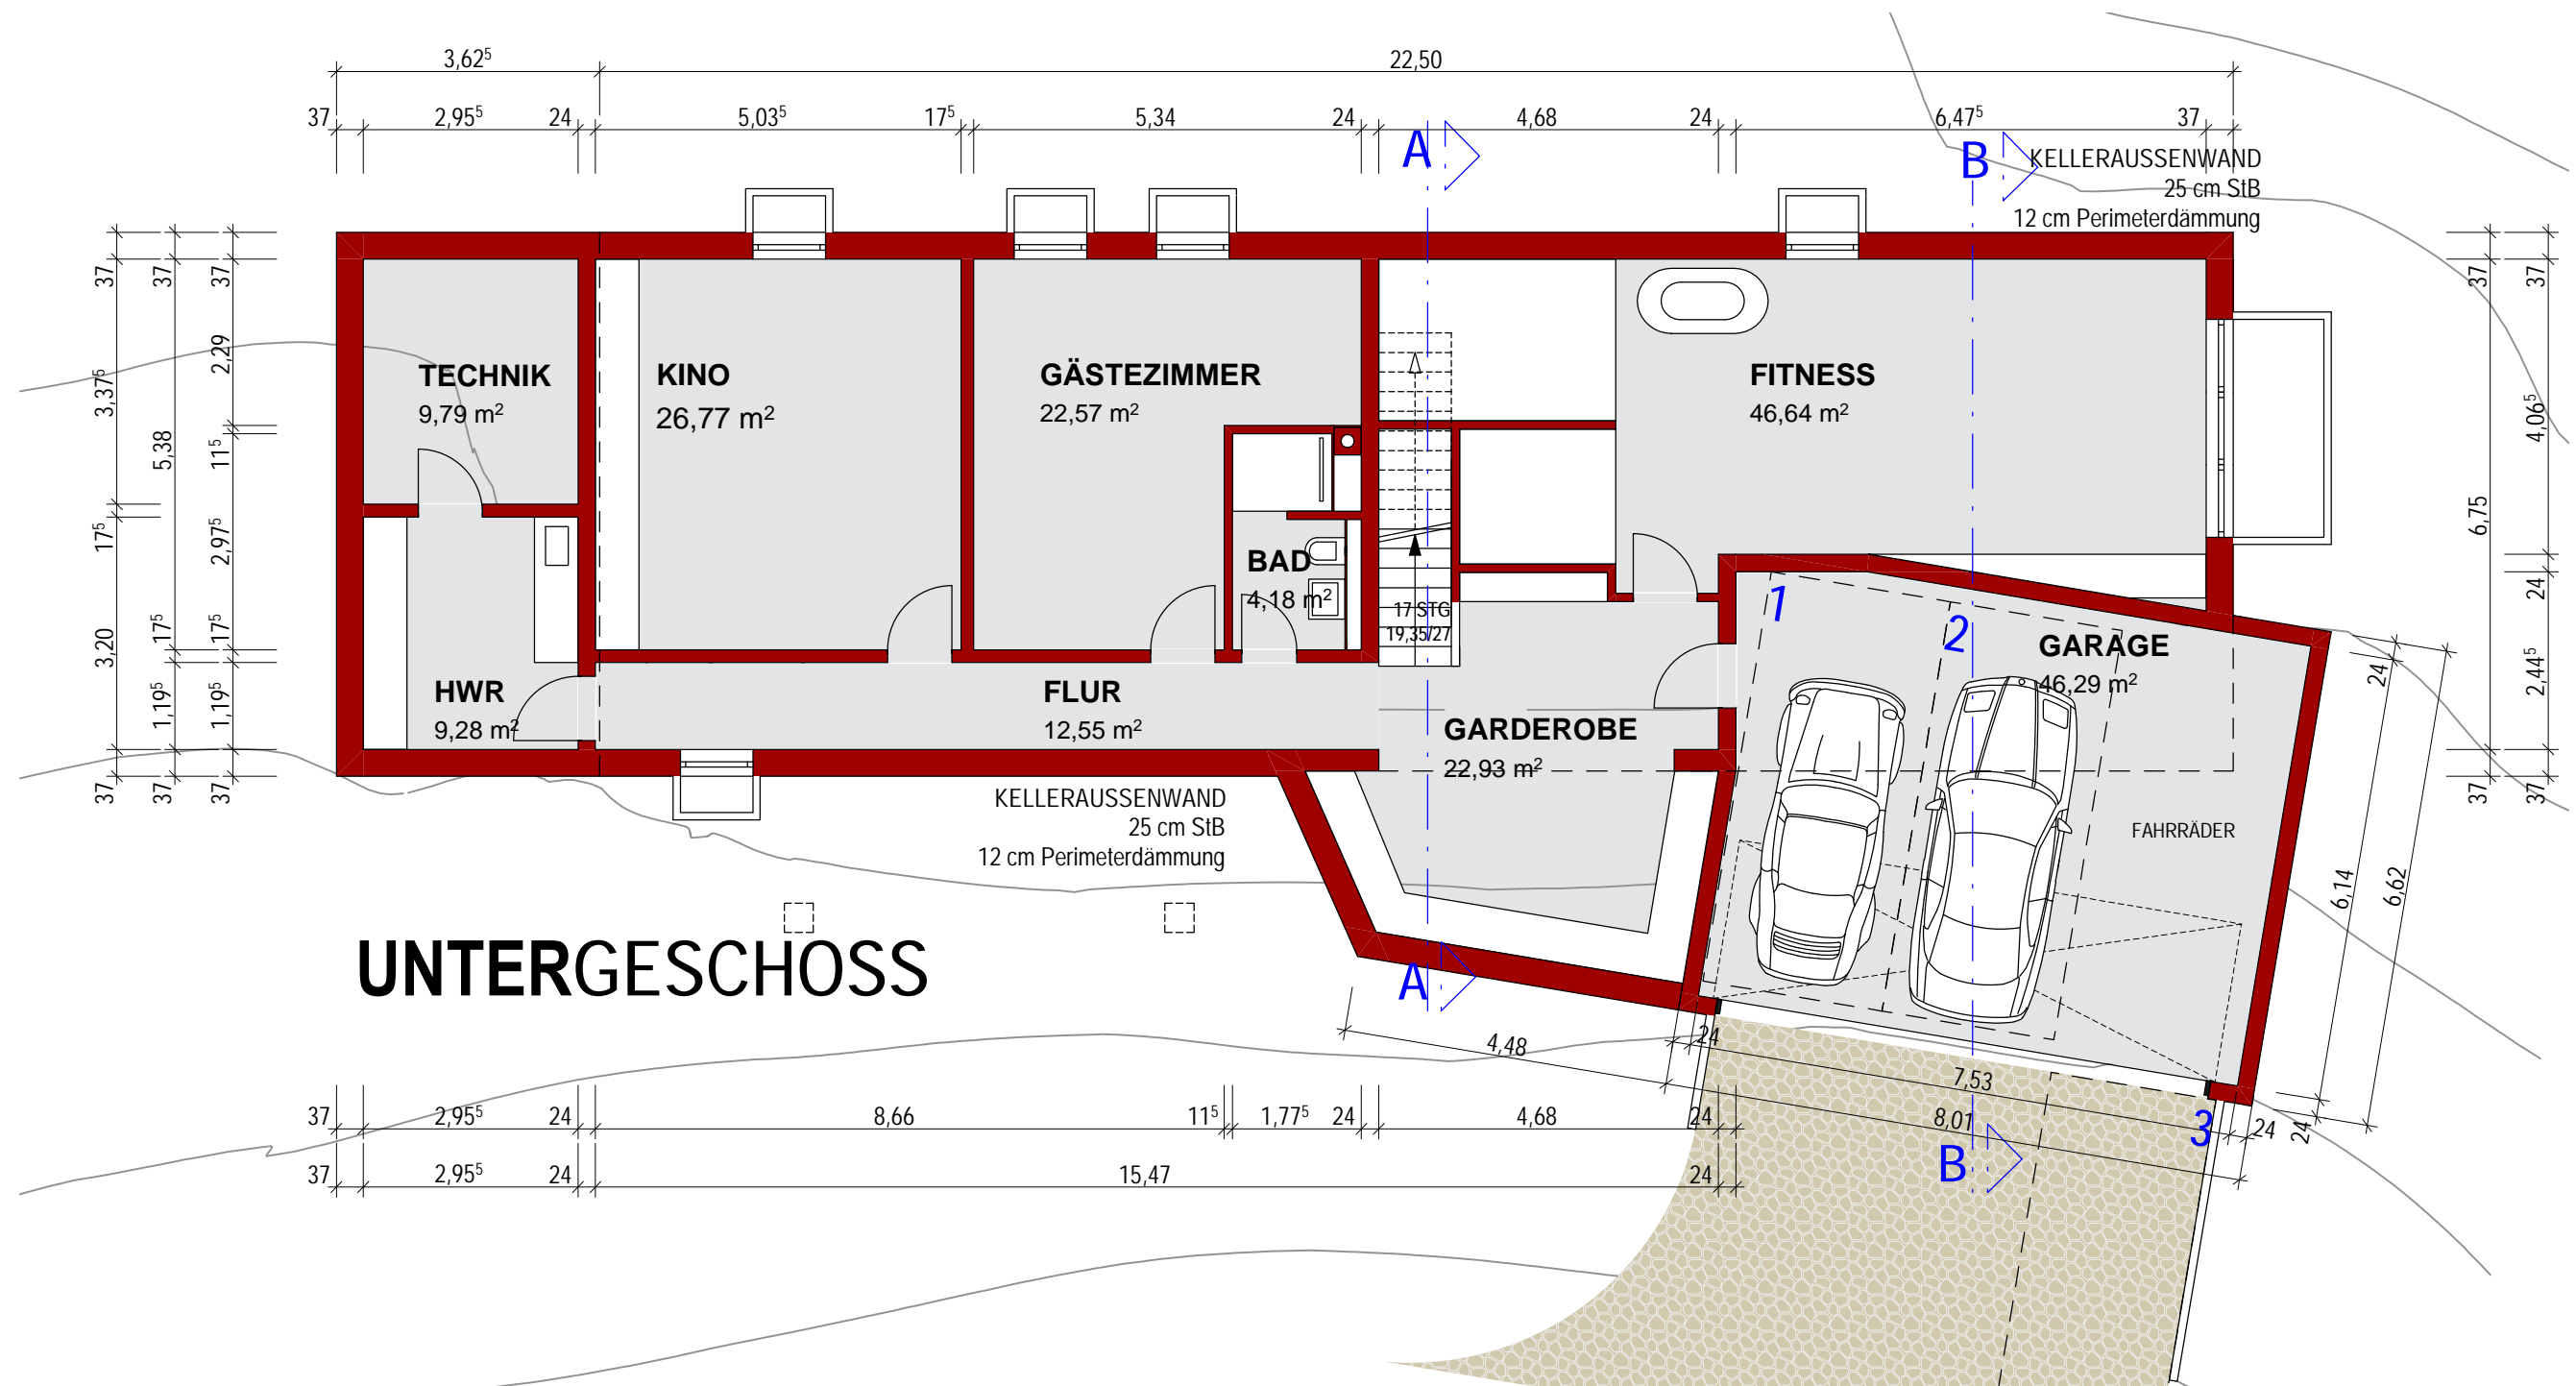 3,62⁵ 22,50
37 2,95⁵ 24 5,03⁵ 17⁵ 5,34 24 4,68 24 6,47⁵ 37
A B
KELLERAUSSENWAND
25 cm StB
12 cm Perimeterdämmung
37 3,37⁵ 17⁵ 3,20 37
37 5,38 17⁵ 1,19⁵ 37
37 2,29 11⁵ 2,97⁵ 17⁵ 1,19⁵ 37
TECHNIK
9,79 m²
KINO
26,77 m²
GÄSTEZIMMER
22,57 m²
FITNESS
46,64 m²
37 6,75 37
37 4,06⁵ 24 2,44⁵ 37
BAD
4,18 m²
17 STG
19,35/27
1
2
GARAGE
46,29 m²
HWR
9,28 m²
FLUR
12,55 m²
GARDEROBE
22,93 m²
FAHRRÄDER
KELLERAUSSENWAND
25 cm StB
12 cm Perimeterdämmung
24 6,14 24
6,62
UNTERGESCHOSS
A
4,48 24 7,53 24
8,01
3
B
37 2,95⁵ 24 8,66 11⁵ 1,77⁵ 24 4,68 24
37 2,95⁵ 24 15,47 24